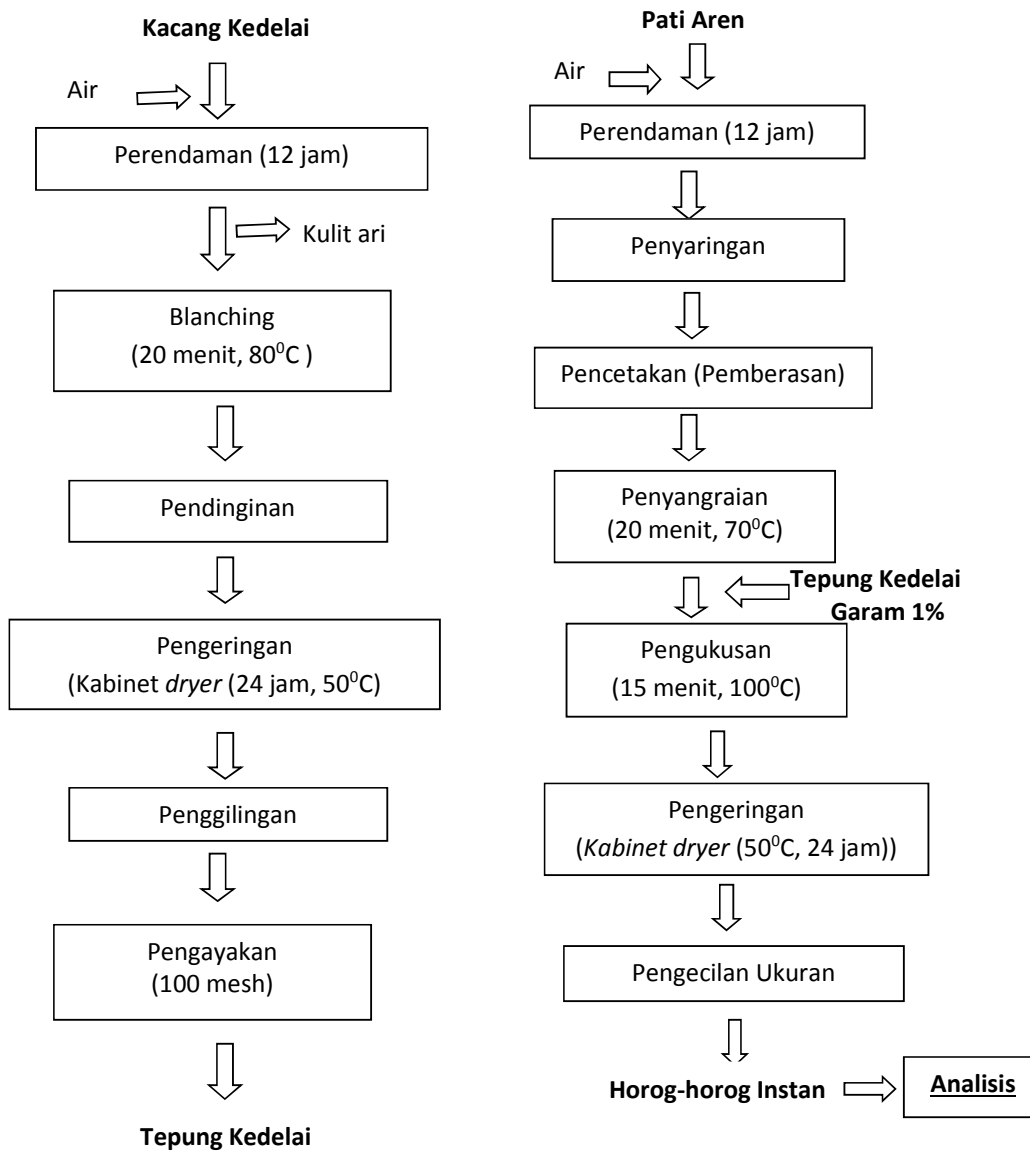 Kacang Kedelai
Air
Perendaman (12 jam)
Kulit ari
Blanching
(20 menit, 80⁰C )
Pendinginan
Pengeringan
(Kabinet dryer (24 jam, 50⁰C)
Penggilingan
Pengayakan
(100 mesh)
Tepung Kedelai
Pati Aren
Air
Perendaman (12 jam)
Penyaringan
Pencetakan (Pemberasan)
Penyangraian
(20 menit, 70⁰C)
Tepung Kedelai
Garam 1%
Pengukusan
(15 menit, 100⁰C)
Pengeringan
(Kabinet dryer (50⁰C, 24 jam))
Pengecilan Ukuran
Horog-horog Instan
Analisis